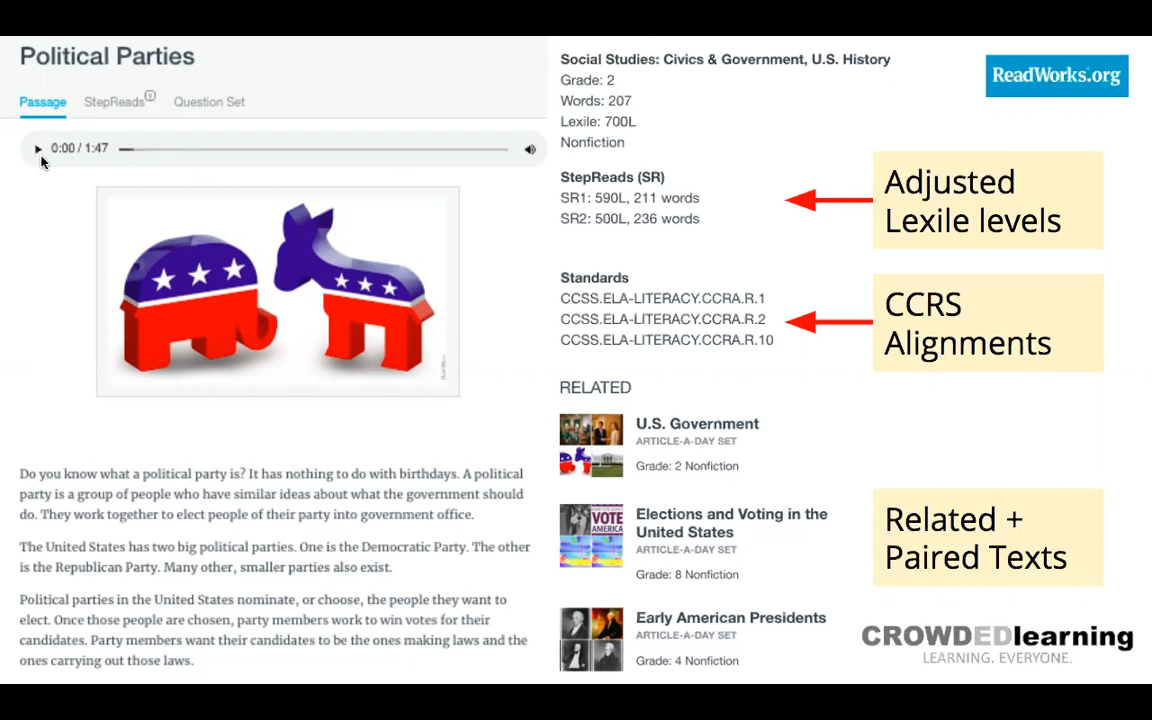 Political Parties
Passage
StepReads
Question Set
0:00 / 1:47
Do you know what a political party is? It has nothing to do with birthdays. A political
party is a group of people who have similar ideas about what the government should
do. They work together to elect people of their party into government office.
The United States has two big political parties. One is the Democratic Party. The other
is the Republican Party. Many other, smaller parties also exist.
Political parties in the United States nominate, or choose, the people they want to
elect. Once those people are chosen, party members work to win votes for their
candidates. Party members want their candidates to be the ones making laws and the
ones carrying out those laws.
Social Studies: Civics & Government, U.S. History
Grade: 2
Words: 207
Lexile: 700L
Nonfiction
StepReads (SR)
SR1: 590L, 211 words
SR2: 500L, 236 words
Standards
CCSS.ELA-LITERACY.CCRA.R.1
CCSS.ELA-LITERACY.CCRA.R.2
CCSS.ELA-LITERACY.CCRA.R.10
RELATED
U.S. Government
ARTICLE-A-DAY SET
Grade: 2 Nonfiction
VOTE
AMERICA
Elections and Voting in the
United States
ARTICLE-A-DAY SET
Grade: 8 Nonfiction
Early American Presidents
ARTICLE-A-DAY SET
Grade: 4 Nonfiction
ReadWorks.org
Adjusted
Lexile levels
CCRS
Alignments
Related +
Paired Texts
CROWDEDlearning
LEARNING. EVERYONE.